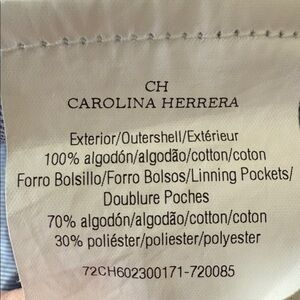 CH
CAROLINA HERRERA
Exterior/Outershell/Extérieur
100% algodón/algodão/cotton/coton
Forro Bolsillo/Forro Bolsos/Linning Pockets/
Doublure Poches
70% algodón/algodão/cotton/coton
30% poliéster/poliester/polyester
72CH602300171-720085